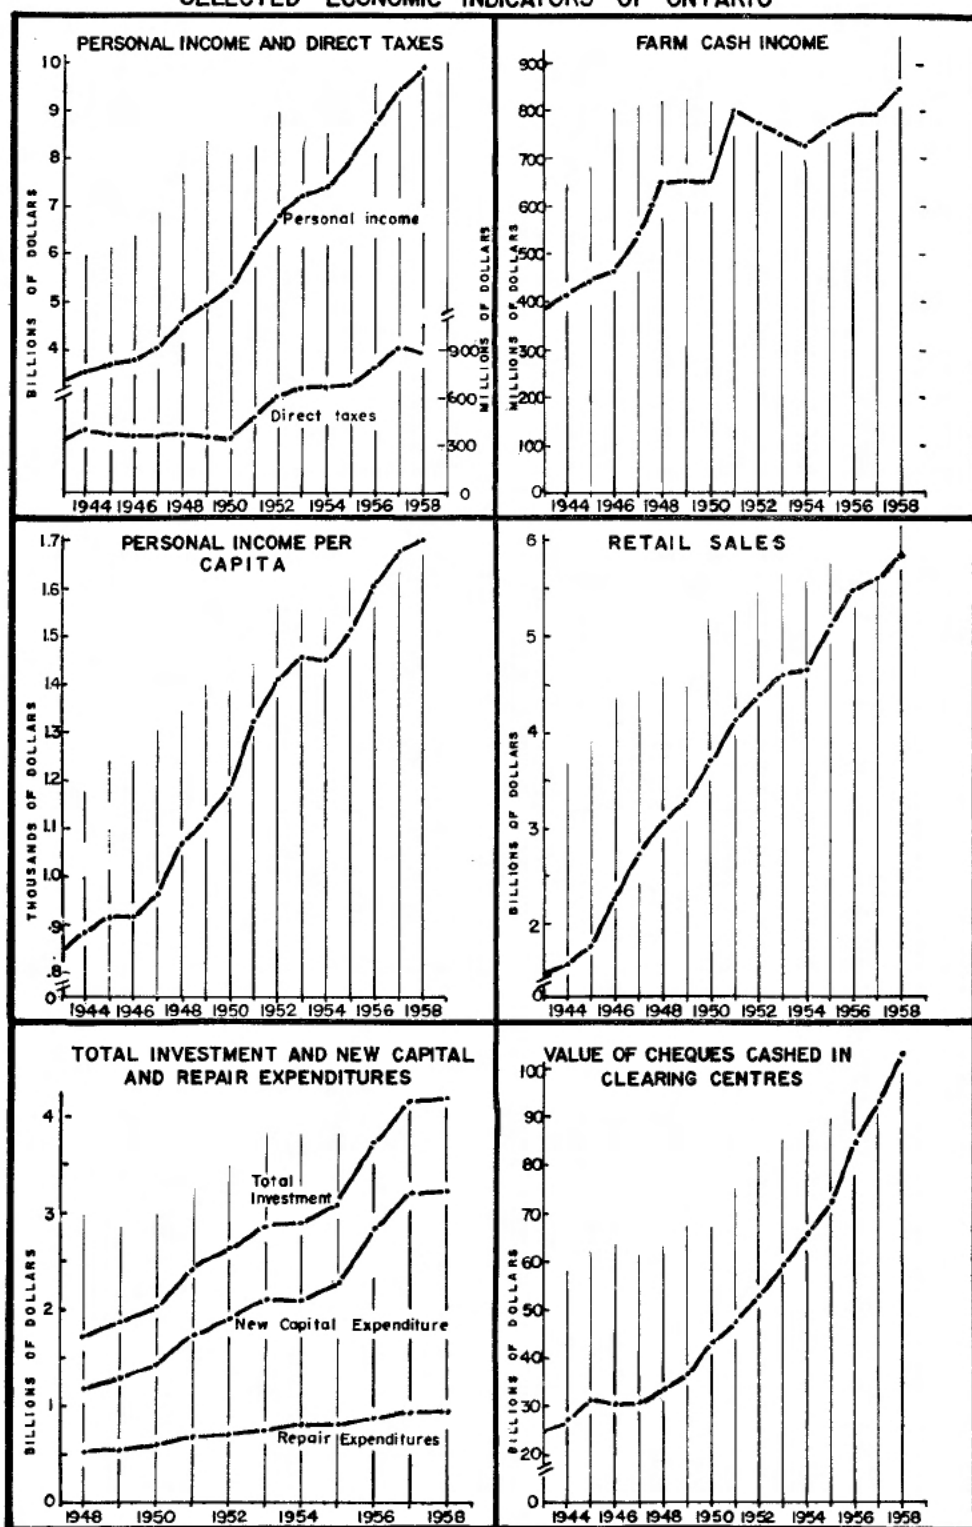 SELECTED ECONOMIC INDICATORS OF ONTARIO
PERSONAL INCOME AND DIRECT TAXES
10
9
8
7
6
5
4
BILLIONS OF DOLLARS
Personal income
Direct taxes
900
600
300
0
MILLIONS OF DOLLARS
1944 1946 1948 1950 1952 1954 1956 1958
FARM CASH INCOME
900
800
700
600
500
400
300
200
100
0
MILLIONS OF DOLLARS
1944 1946 1948 1950 1952 1954 1956 1958
PERSONAL INCOME PER
CAPITA
1.7
1.6
1.5
1.4
1.3
1.2
1.1
1.0
.9
.8
0
THOUSANDS OF DOLLARS
1944 1946 1948 1950 1952 1954 1956 1958
RETAIL SALES
6
5
4
3
2
0
BILLIONS OF DOLLARS
1944 1946 1948 1950 1952 1954 1956 1958
TOTAL INVESTMENT AND NEW CAPITAL
AND REPAIR EXPENDITURES
4
3
2
1
0
BILLIONS OF DOLLARS
Total
Investment
New Capital Expenditure
Repair Expenditures
1948 1950 1952 1954 1956 1958
VALUE OF CHEQUES CASHED IN
CLEARING CENTRES
100
90
80
70
60
50
40
30
20
0
BILLIONS OF DOLLARS
1944 1946 1948 1950 1952 1954 1956 1958